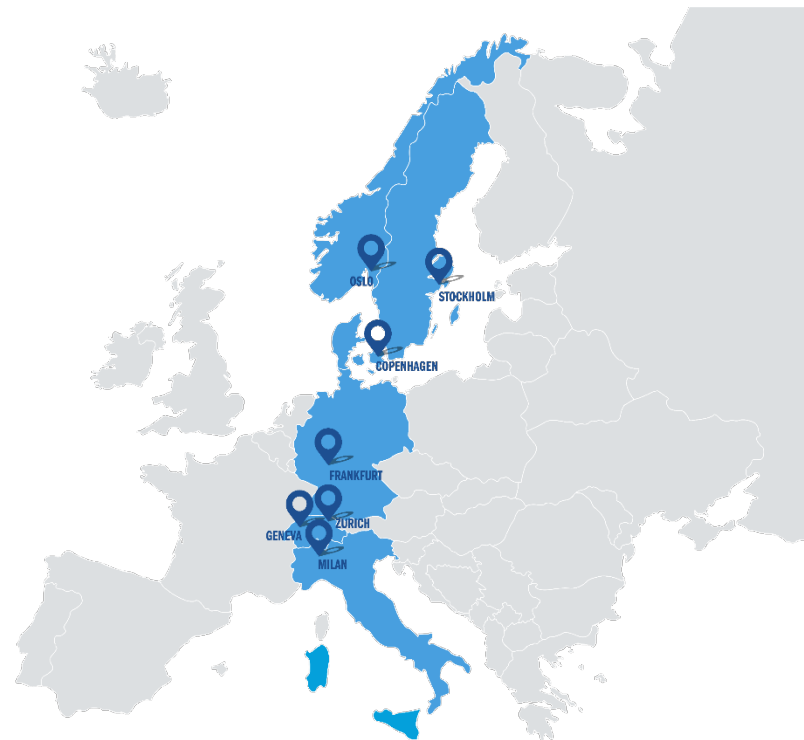 OSLO
STOCKHOLM
COPENHAGEN
FRANKFURT
ZURICH
GENEVA
MILAN